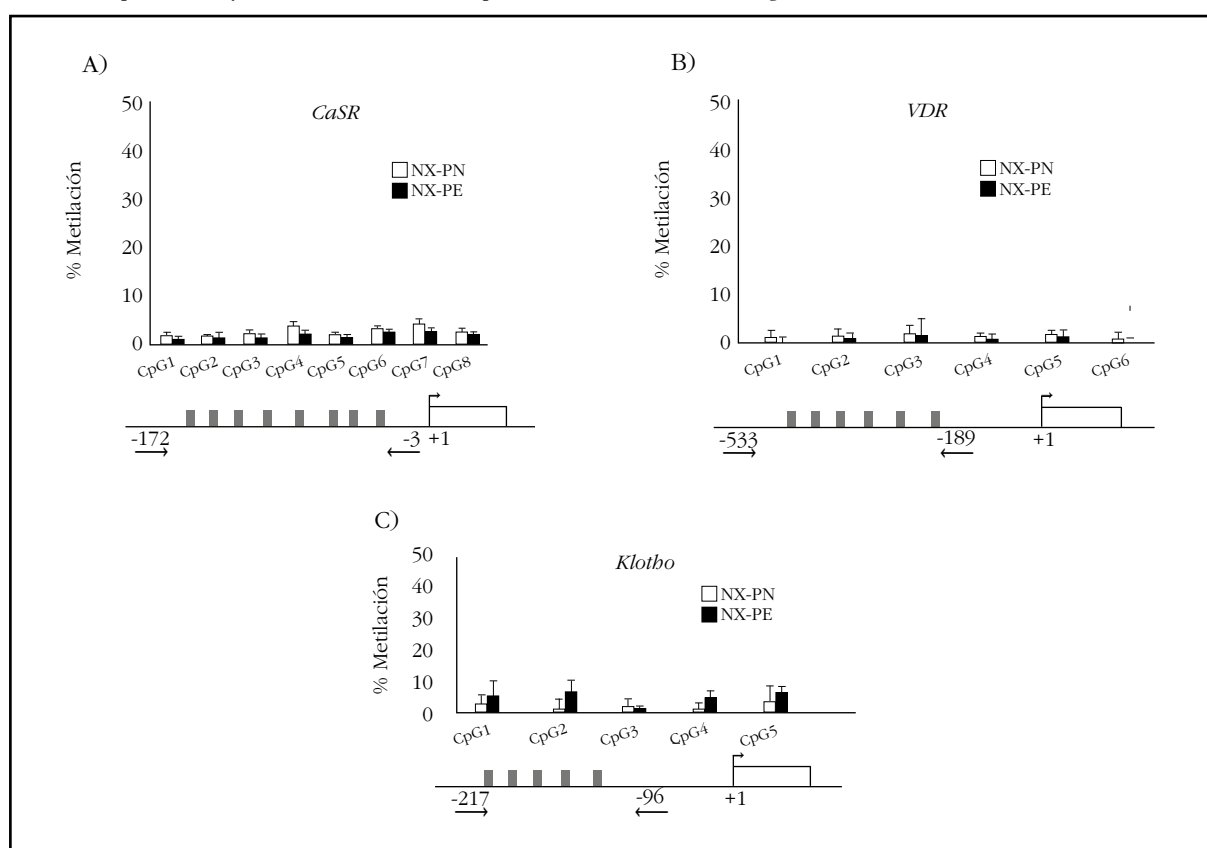 A)
CaSR
% Metilación
50
40
30
20
10
0
NX-PN
NX-PE
CpG1 CpG2 CpG3 CpG4 CpG5 CpG6 CpG7 CpG8
-172 -3 +1
B)
VDR
% Metilación
50
40
30
20
10
0
NX-PN
NX-PE
CpG1 CpG2 CpG3 CpG4 CpG5 CpG6
-533 -189 +1
C)
Klotho
% Metilación
50
40
30
20
10
0
NX-PN
NX-PE
CpG1 CpG2 CpG3 CpG4 CpG5
-217 -96 +1